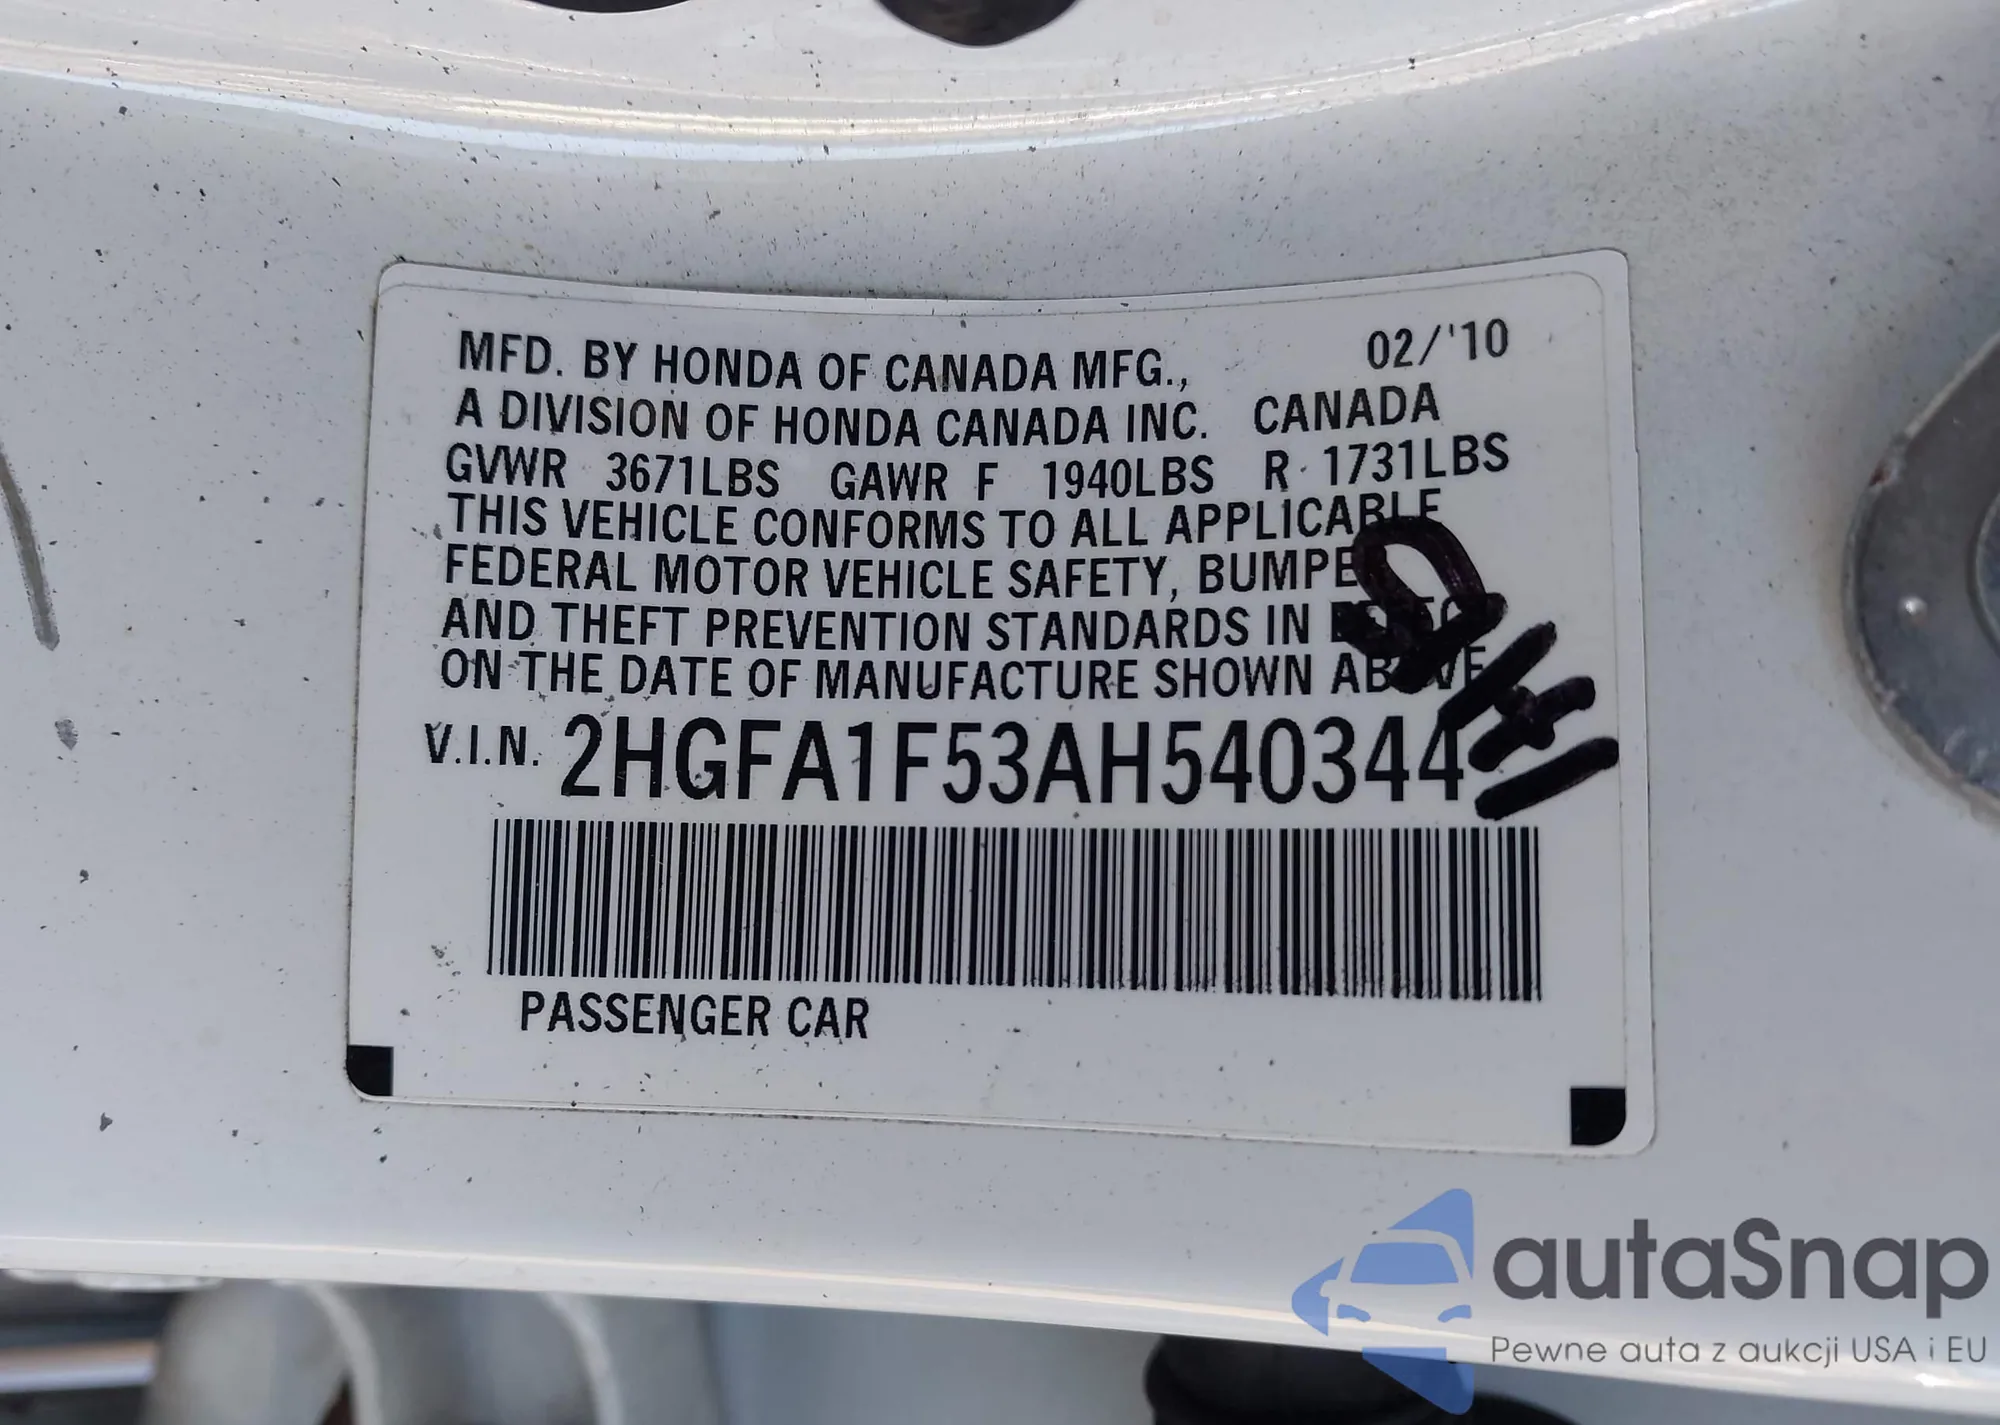 MFD. BY HONDA OF CANADA MFG., 02/'10
A DIVISION OF HONDA CANADA INC. CANADA
GVWR 3671LBS GAWR F 1940LBS R 1731LBS
THIS VEHICLE CONFORMS TO ALL APPLICABLE
FEDERAL MOTOR VEHICLE SAFETY, BUMPER
AND THEFT PREVENTION STANDARDS IN EFFECT
ON THE DATE OF MANUFACTURE SHOWN ABOVE
V.I.N. 2HGFA1F53AH540344
PASSENGER CAR
autaSnap
Pewne auta z aukcji USA i EU